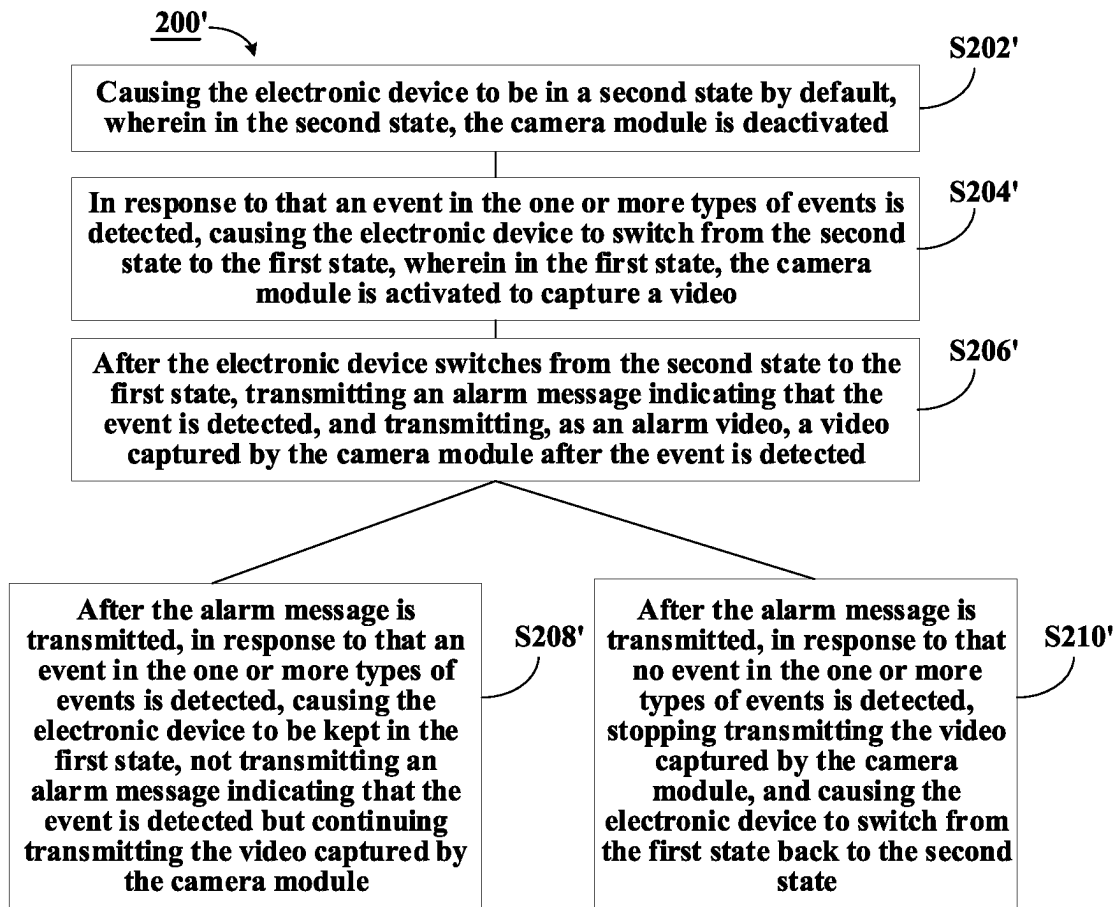 200'
S202'
Causing the electronic device to be in a second state by default,
wherein in the second state, the camera module is deactivated
S204'
In response to that an event in the one or more types of events is
detected, causing the electronic device to switch from the second
state to the first state, wherein in the first state, the camera
module is activated to capture a video
S206'
After the electronic device switches from the second state to the
first state, transmitting an alarm message indicating that the
event is detected, and transmitting, as an alarm video, a video
captured by the camera module after the event is detected
After the alarm message is
transmitted, in response to that an
event in the one or more types of
events is detected, causing the
electronic device to be kept in the
first state, not transmitting an
alarm message indicating that the
event is detected but continuing
transmitting the video captured by
the camera module
S208'
After the alarm message is
transmitted, in response to that
no event in the one or more
types of events is detected,
stopping transmitting the video
captured by the camera
module, and causing the
electronic device to switch from
the first state back to the second
state
S210'